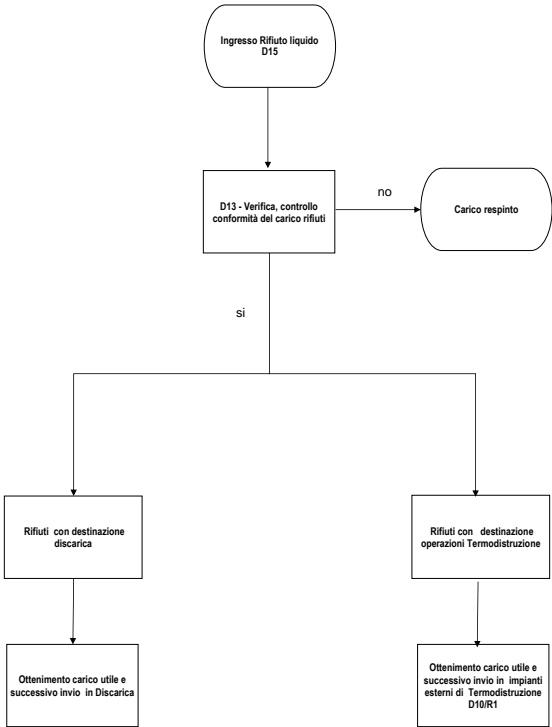 Ingresso Rifiuto liquido
D15
D13 - Verifica, controllo
conformità del carico rifiuti
no
Carico respinto
si
Rifiuti con destinazione
discarica
Rifiuti con destinazione
operazioni Termodistruzione
Ottenimento carico utile e
successivo invio in Discarica
Ottenimento carico utile e
successivo invio in impianti
esterni di Termodistruzione
D10/R1